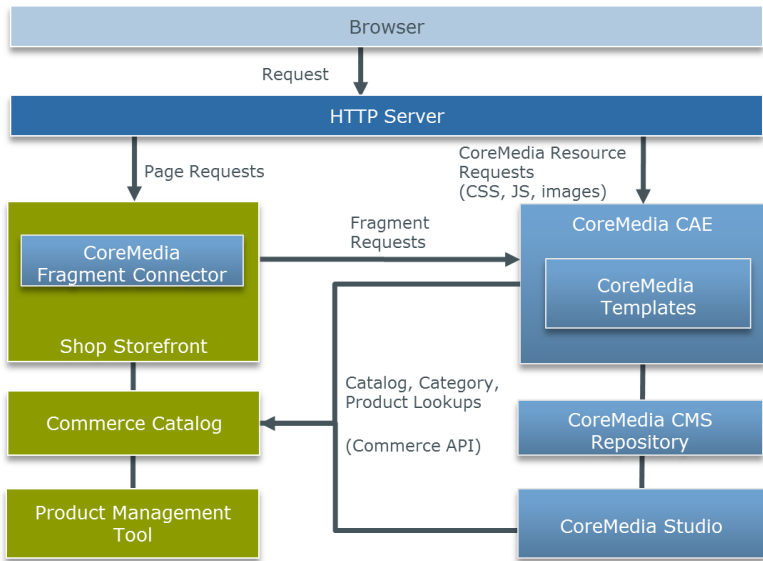 Browser
Request
HTTP Server
Page Requests
CoreMedia Resource
Requests
(CSS, JS, images)
CoreMedia
Fragment Connector
Shop Storefront
Fragment
Requests
CoreMedia CAE
CoreMedia
Templates
Catalog, Category,
Product Lookups
(Commerce API)
Commerce Catalog
CoreMedia CMS
Repository
Product Management
Tool
CoreMedia Studio